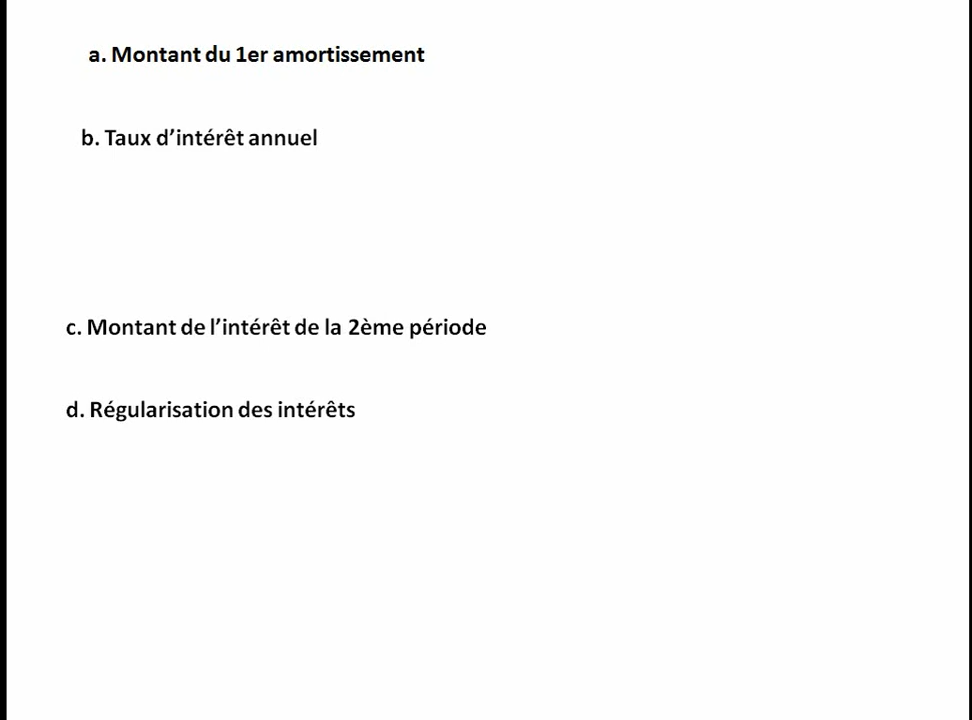 a. Montant du 1er amortissement
b. Taux d’intérêt annuel
c. Montant de l’intérêt de la 2ème période
d. Régularisation des intérêts